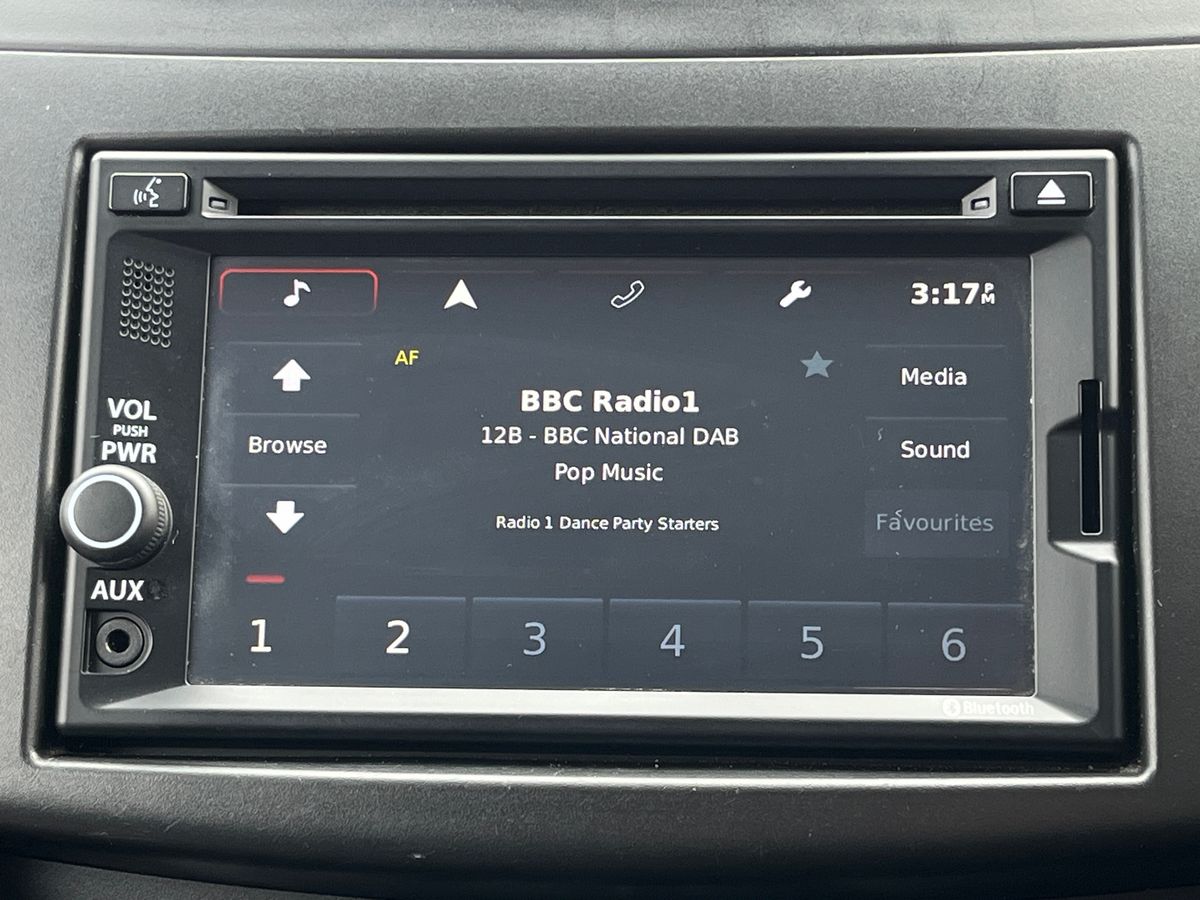 3:17PM
AF
Media
BBC Radio1
VOL
PUSH
PWR
Browse
12B - BBC National DAB
Sound
Pop Music
Radio 1 Dance Party Starters
Favourites
AUX
1 2 3 4 5 6
Bluetooth